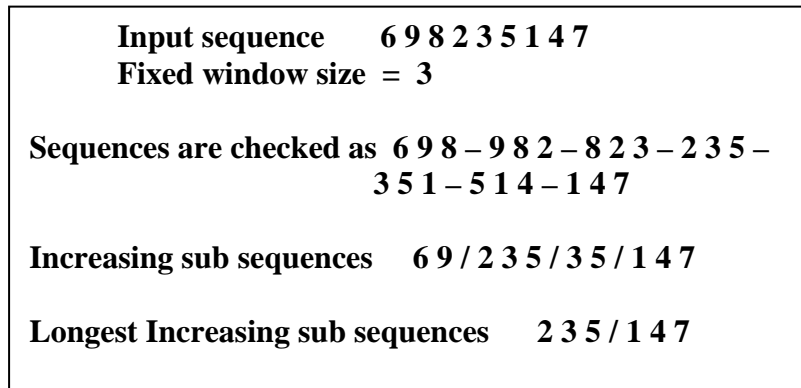 Input sequence 6 9 8 2 3 5 1 4 7
Fixed window size = 3
Sequences are checked as 6 9 8 – 9 8 2 – 8 2 3 – 2 3 5 –
3 5 1 – 5 1 4 – 1 4 7
Increasing sub sequences 6 9 / 2 3 5 / 3 5 / 1 4 7
Longest Increasing sub sequences 2 3 5 / 1 4 7